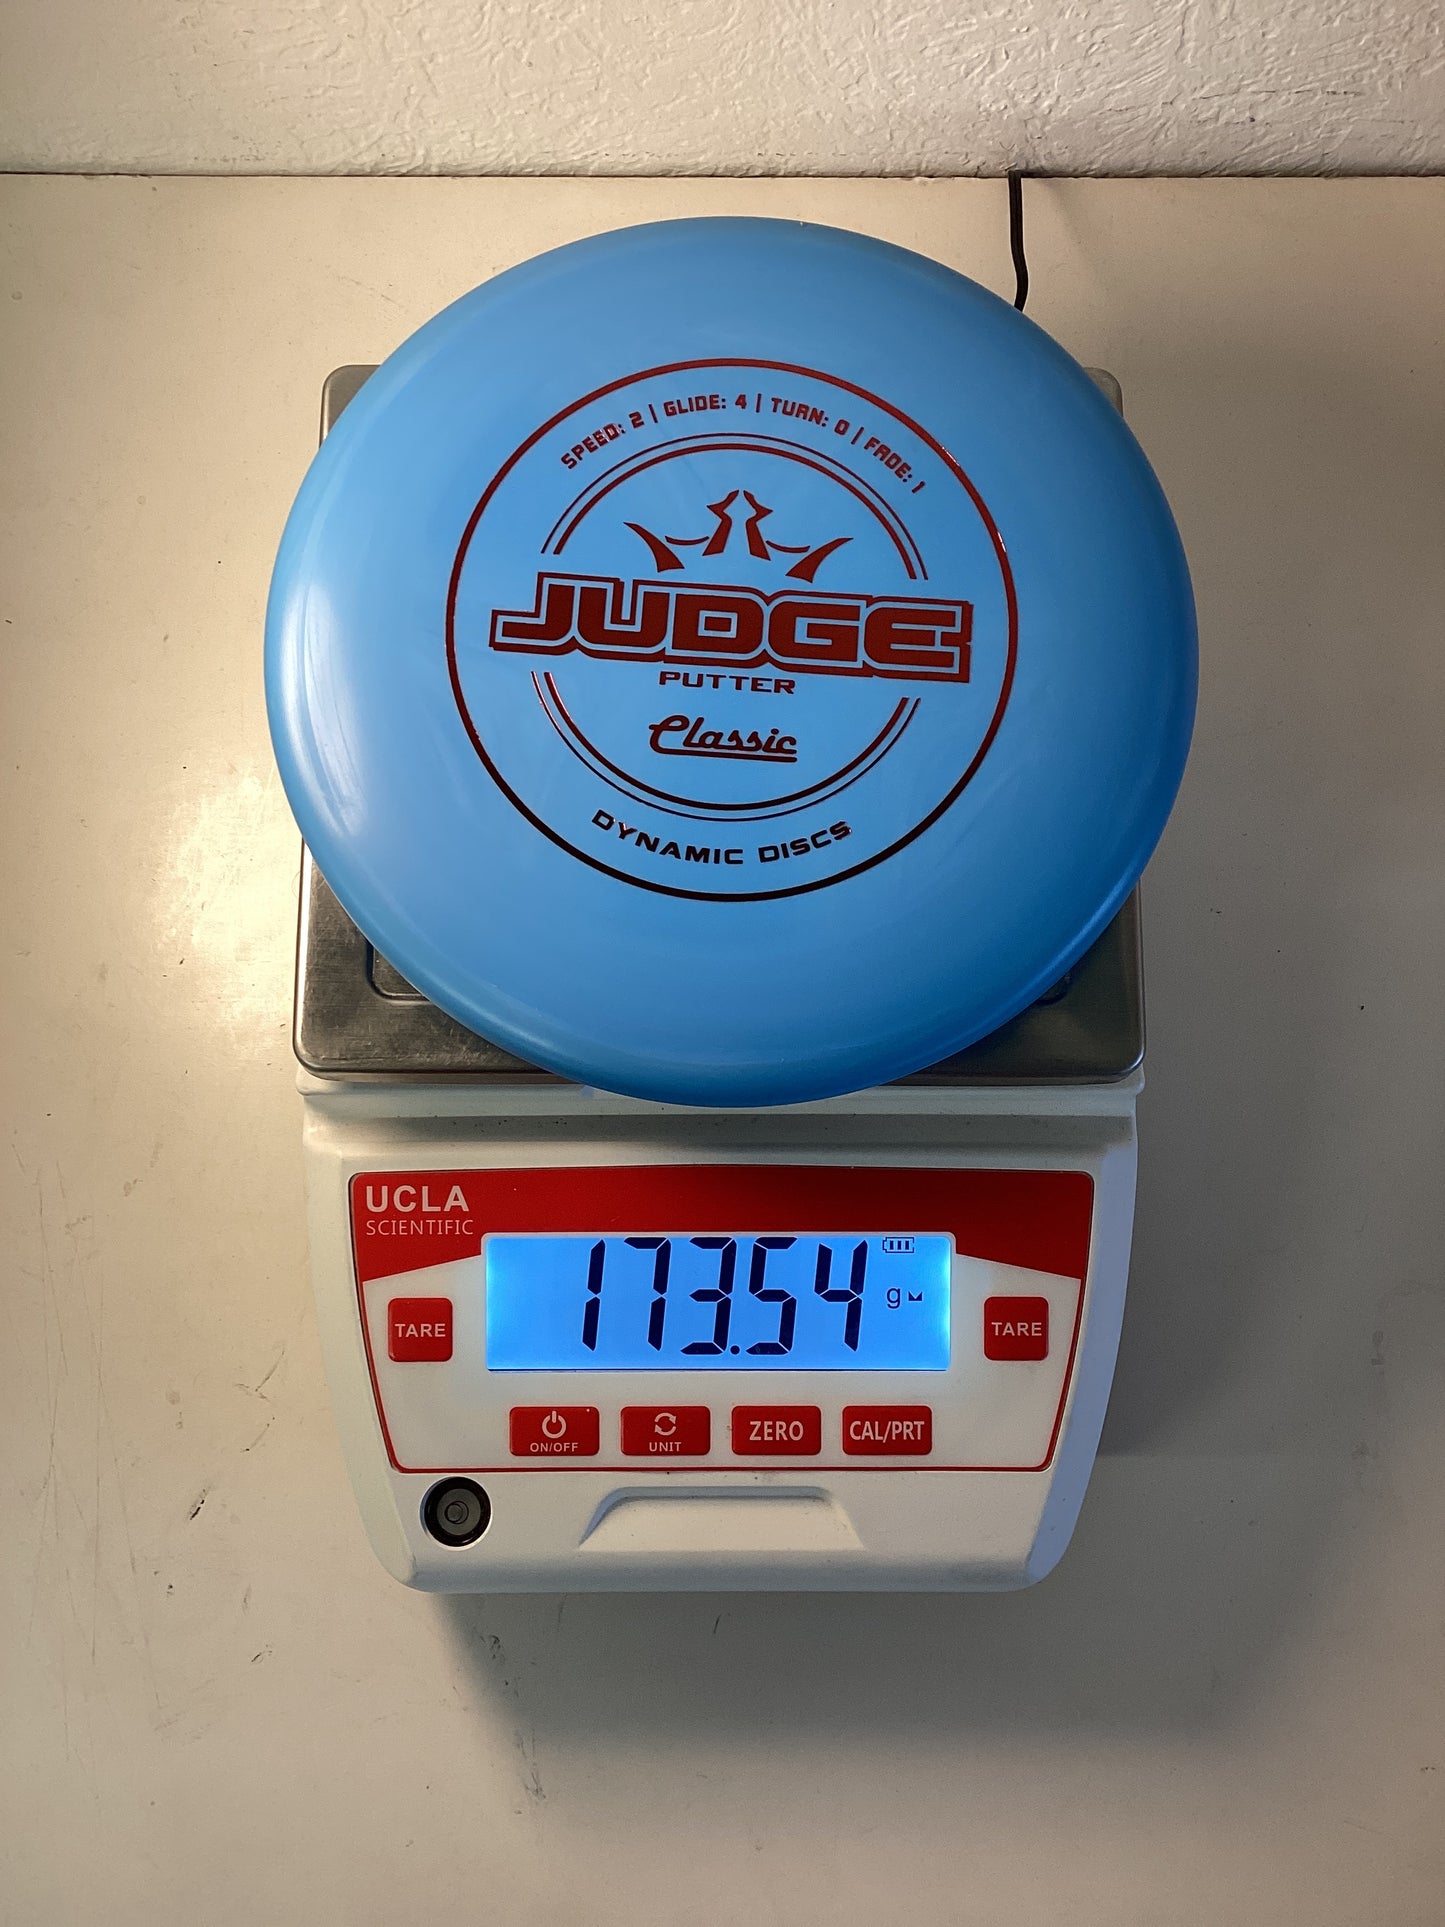 SPEED: 2 | GLIDE: 4 | TURN: 0 | FADE: 1
JUDGE
PUTTER
Classic
DYNAMIC DISCS
UCLA
SCIENTIFIC
173.54 g
TARE
TARE
ON/OFF
UNIT
ZERO
CAL/PRT